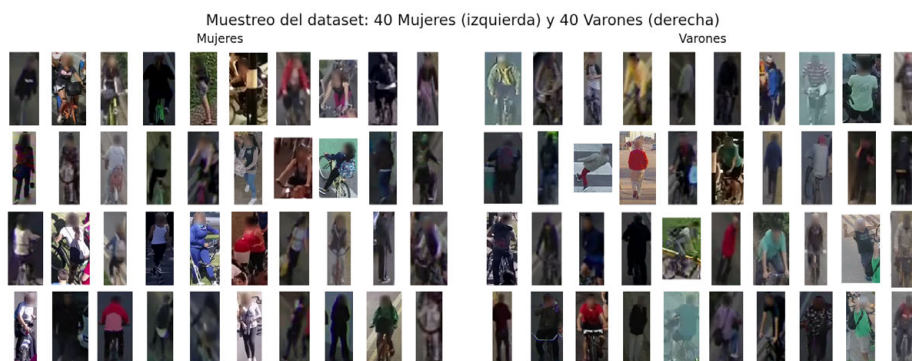 Muestreo del dataset: 40 Mujeres (izquierda) y 40 Varones (derecha)
Mujeres
Varones